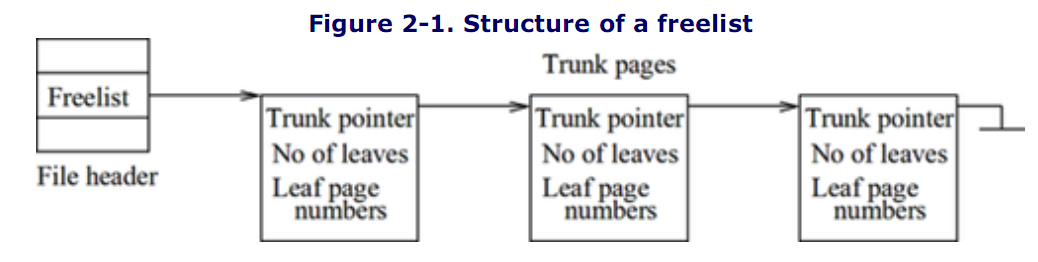 Figure 2-1. Structure of a freelist
Trunk pages
Freelist
File header
Trunk pointer
No of leaves
Leaf page
numbers
Trunk pointer
No of leaves
Leaf page
numbers
Trunk pointer
No of leaves
Leaf page
numbers